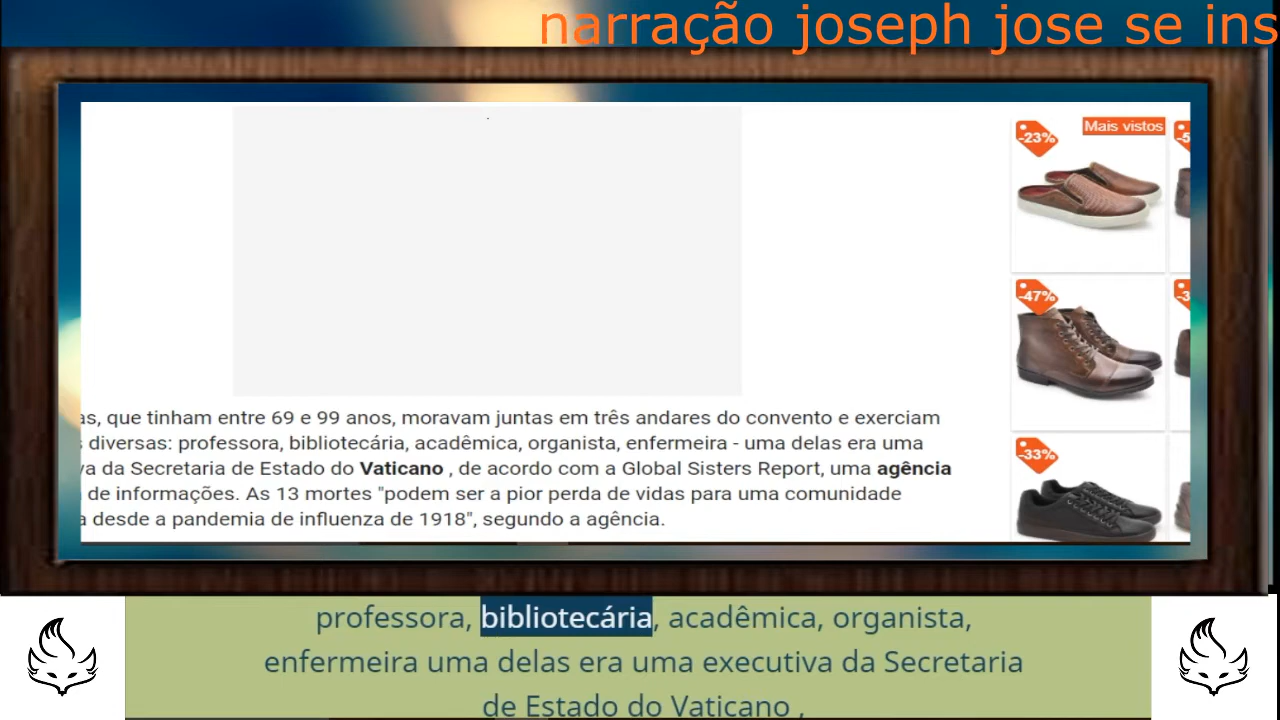 narração joseph jose se ins
-23%
Mais vistos
-47%
-33%
que tinham entre 69 e 99 anos, moravam juntas em três andares do convento e exerciam
diversas: professora, bibliotecária, acadêmica, organista, enfermeira - uma delas era uma
da Secretaria de Estado do Vaticano , de acordo com a Global Sisters Report, uma agência
de informações. As 13 mortes "podem ser a pior perda de vidas para uma comunidade
desde a pandemia de influenza de 1918", segundo a agência.
professora, bibliotecária, acadêmica, organista,
enfermeira uma delas era uma executiva da Secretaria
de Estado do Vaticano ,